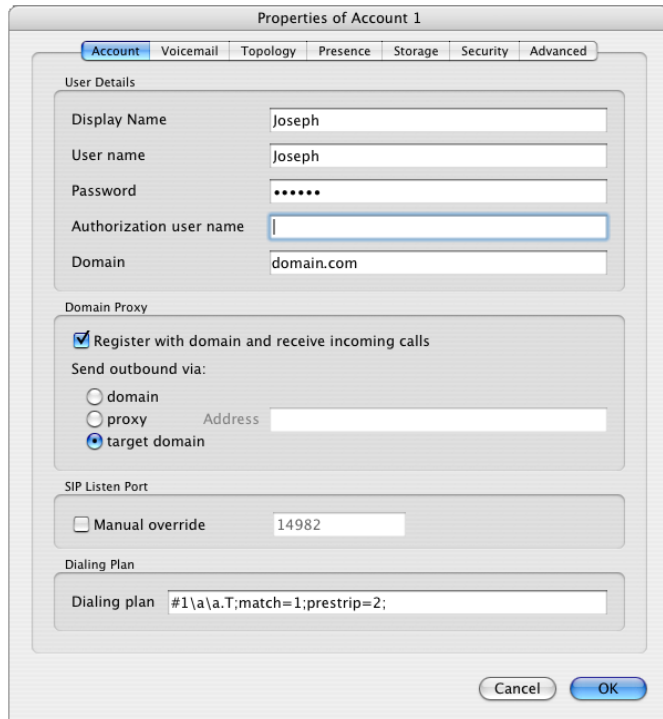 Properties of Account 1
Account Voicemail Topology Presence Storage Security Advanced
User Details
Display Name Joseph
User name Joseph
Password ••••••
Authorization user name
Domain domain.com
Domain Proxy
Register with domain and receive incoming calls
Send outbound via:
domain
proxy Address
target domain
SIP Listen Port
Manual override 14982
Dialing Plan
Dialing plan #1\a\a.T;match=1;prestrip=2;
Cancel OK